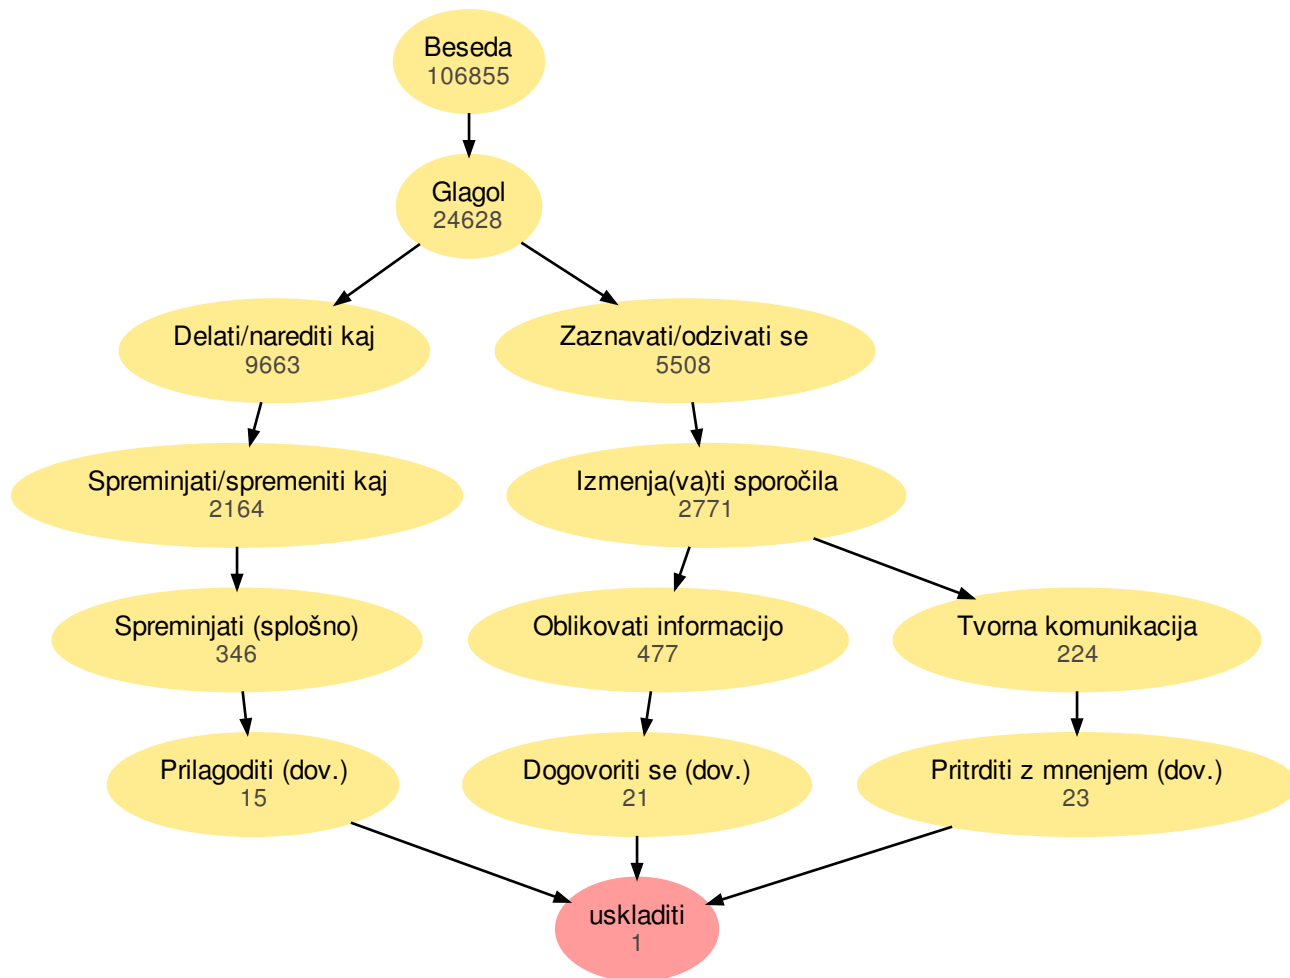 Beseda
106855
Glagol
24628
Delati/narediti kaj
9663
Zaznavati/odzivati se
5508
Spreminjati/spremeniti kaj
2164
Izmenja(va)ti sporočila
2771
Spreminjati (splošno)
346
Oblikovati informacijo
477
Tvorna komunikacija
224
Prilagoditi (dov.)
15
Dogovoriti se (dov.)
21
Pritrditi z mnenjem (dov.)
23
uskladiti
1